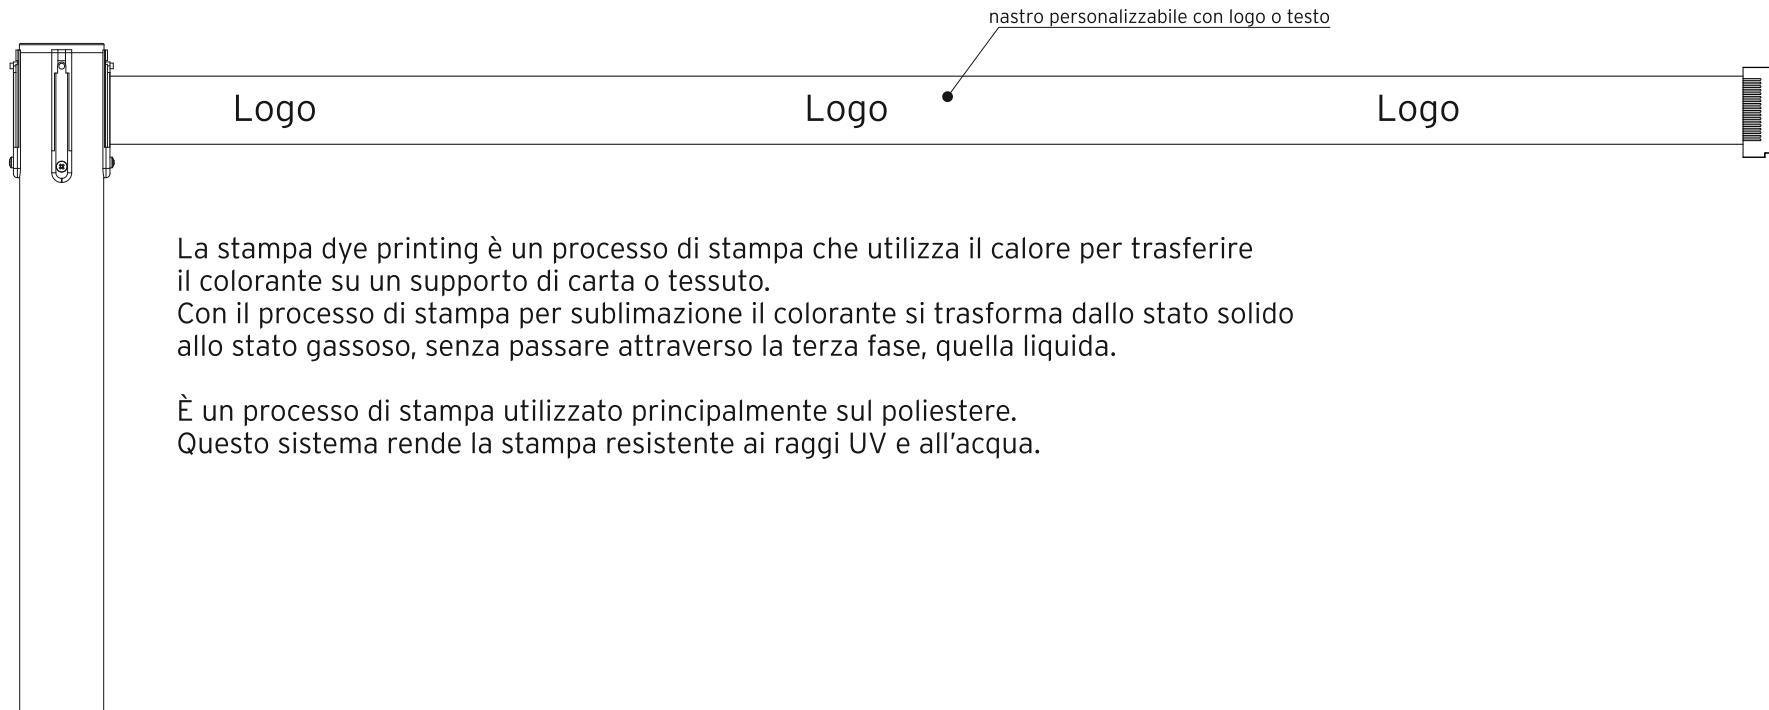 nastro personalizzabile con logo o testo
Logo Logo Logo
La stampa dye printing è un processo di stampa che utilizza il calore per trasferire
il colorante su un supporto di carta o tessuto.
Con il processo di stampa per sublimazione il colorante si trasforma dallo stato solido
allo stato gassoso, senza passare attraverso la terza fase, quella liquida.
È un processo di stampa utilizzato principalmente sul poliestere.
Questo sistema rende la stampa resistente ai raggi UV e all'acqua.